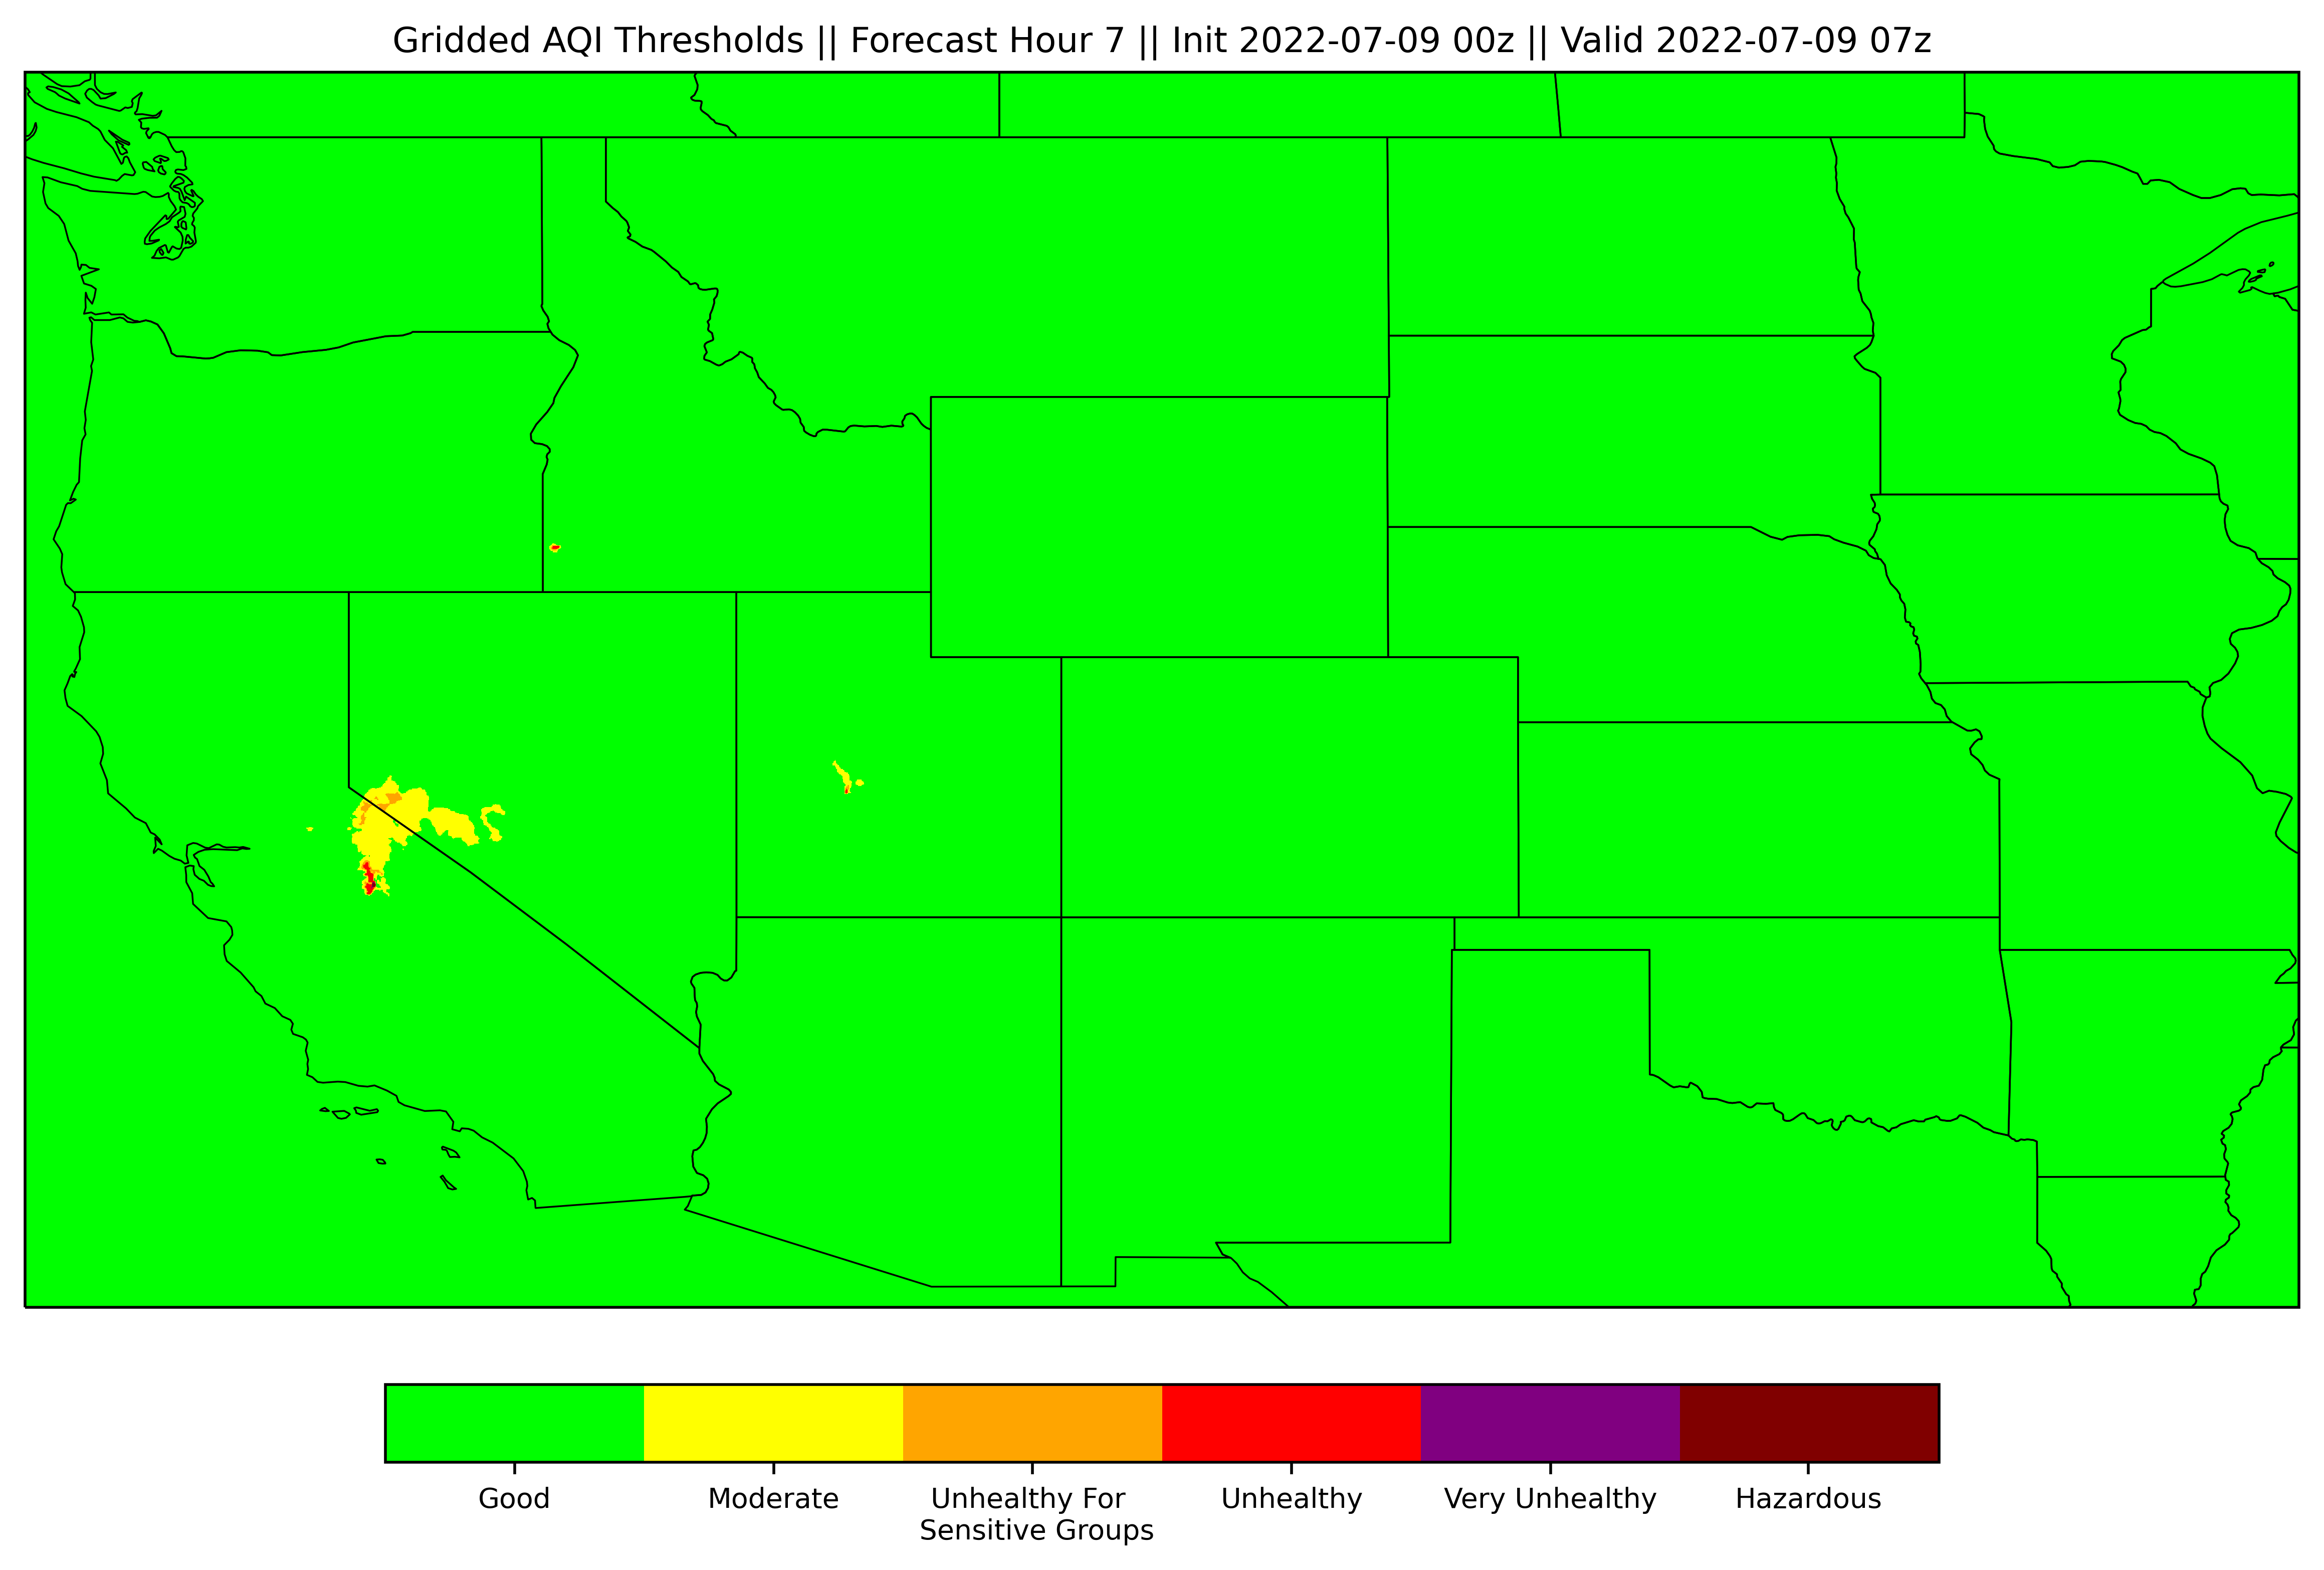 Gridded AQI Thresholds || Forecast Hour 7 || Init 2022-07-09 00z || Valid 2022-07-09 07z
Good
Moderate
Unhealthy For
Sensitive Groups
Unhealthy
Very Unhealthy
Hazardous